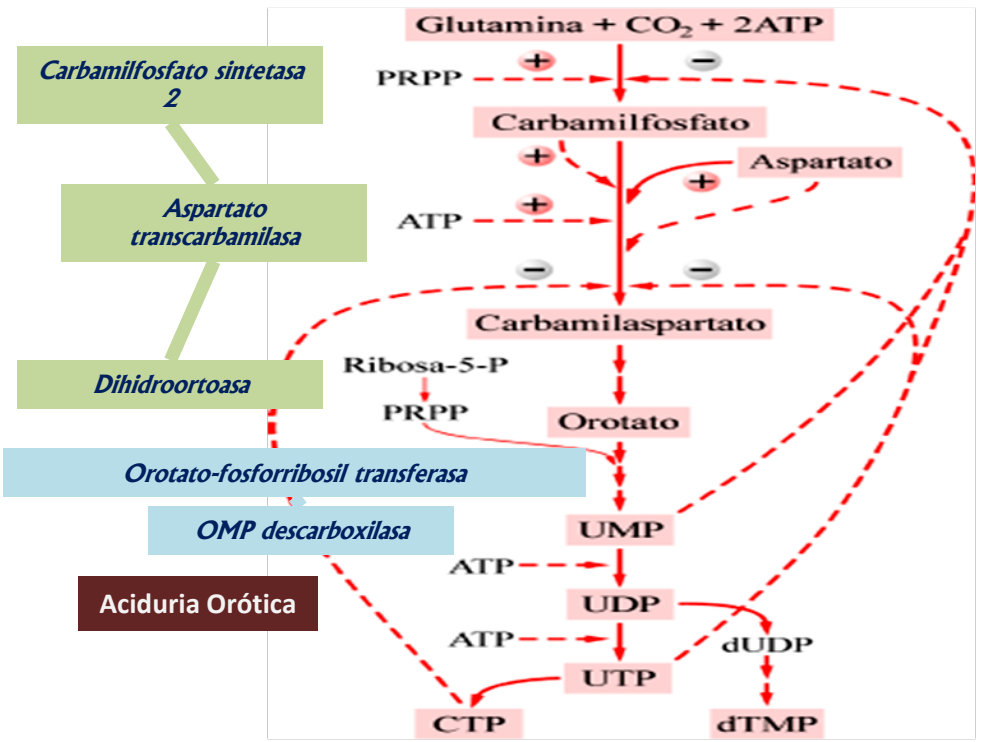 Glutamina + CO₂ + 2ATP
Carbamilfosfato sintetasa
2
+
−
PRPP
Carbamilfosfato
+
Aspartato
+
Aspartato
transcarbamilasa
+
ATP
−
−
Carbamilaspartato
Ribosa-5-P
Dihidroortoasa
PRPP
Orotato
Orotato-fosforribosil transferasa
OMP descarboxilasa
UMP
ATP
Aciduria Orótica
UDP
ATP
dUDP
UTP
CTP
dTMP